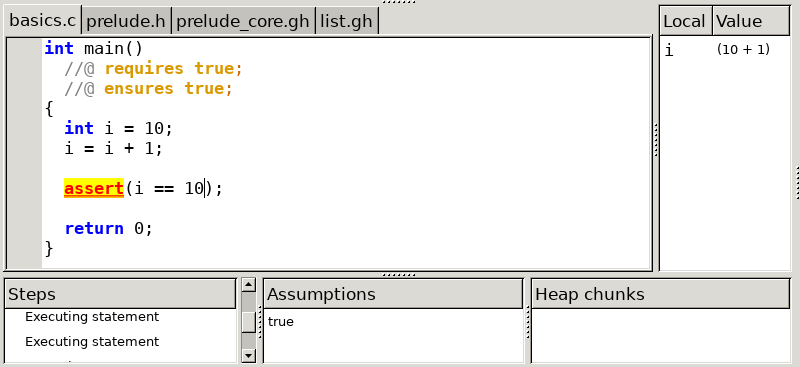 basics.c prelude.h prelude_core.gh list.gh
int main()
//@ requires true;
//@ ensures true;
{
int i = 10;
i = i + 1;
assert(i == 10);
return 0;
}
Local Value
i (10 + 1)
Steps
Executing statement
Executing statement
Assumptions
true
Heap chunks